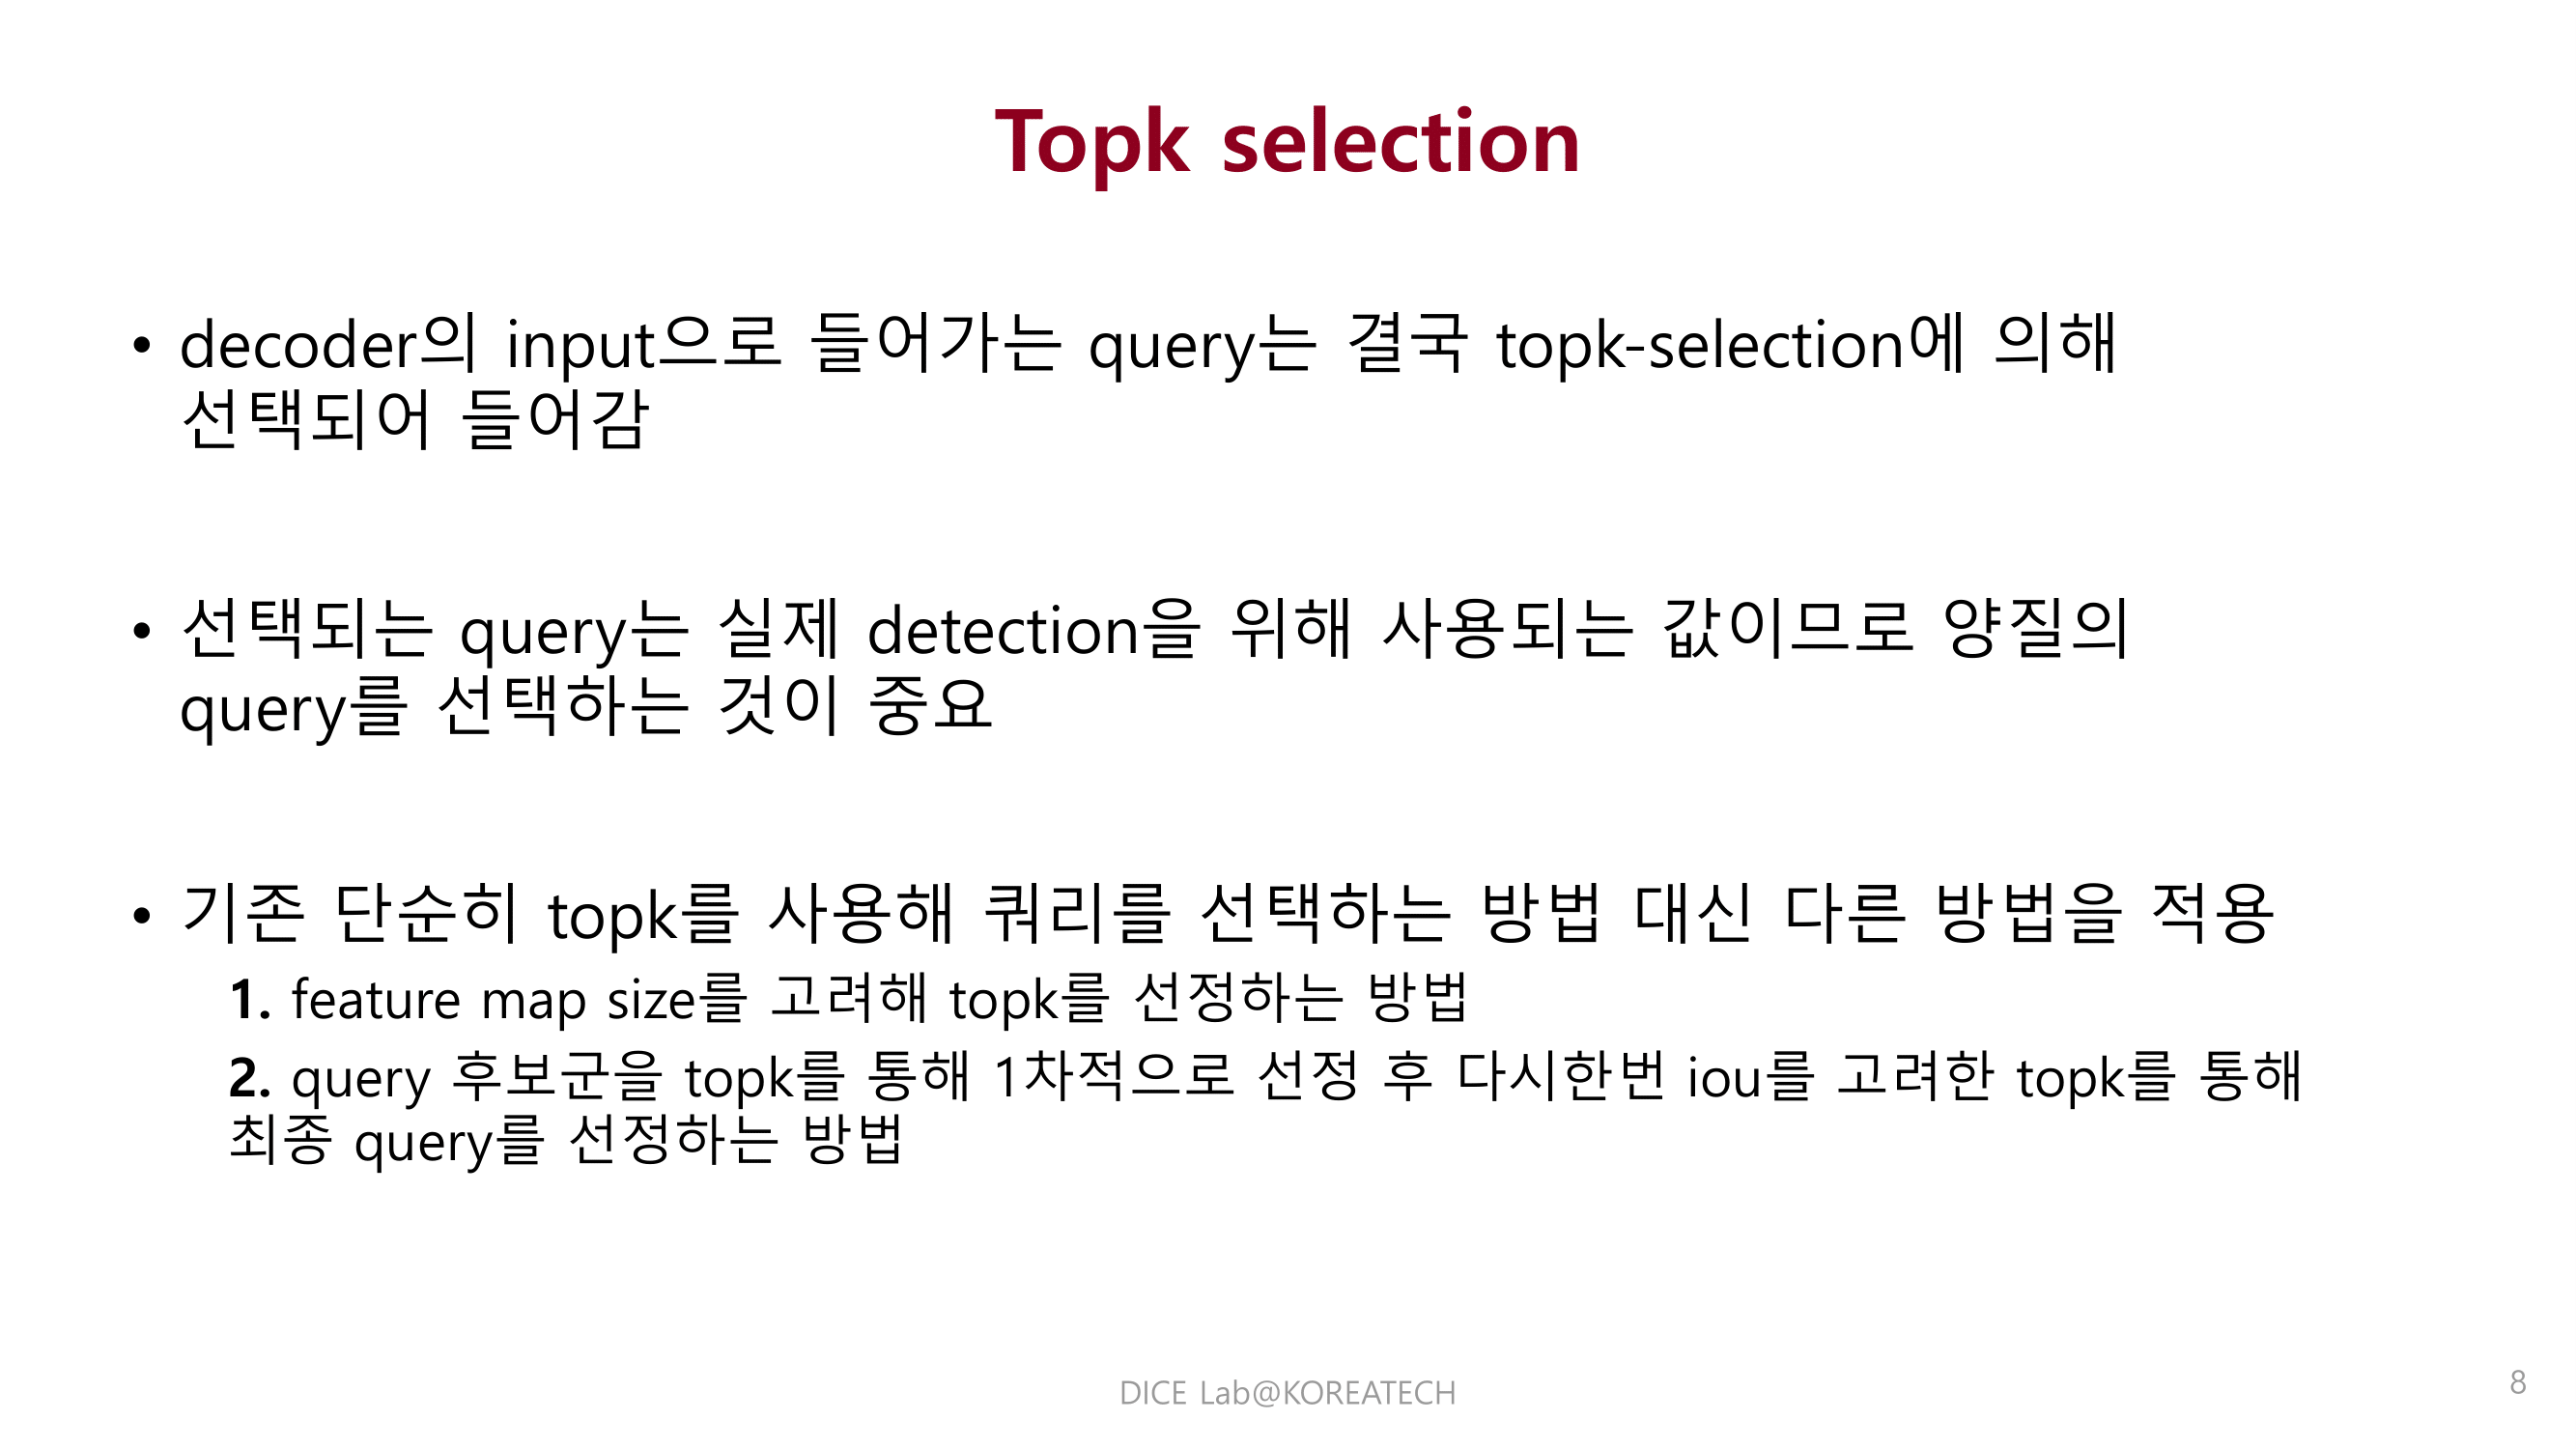 Topk selection
• decoder의 input으로 들어가는 query는 결국 topk-selection에 의해
선택되어 들어감
• 선택되는 query는 실제 detection을 위해 사용되는 값이므로 양질의
query를 선택하는 것이 중요
• 기존 단순히 topk를 사용해 쿼리를 선택하는 방법 대신 다른 방법을 적용
1. feature map size를 고려해 topk를 선정하는 방법
2. query 후보군을 topk를 통해 1차적으로 선정 후 다시한번 iou를 고려한 topk를 통해
최종 query를 선정하는 방법
DICE Lab@KOREATECH
8